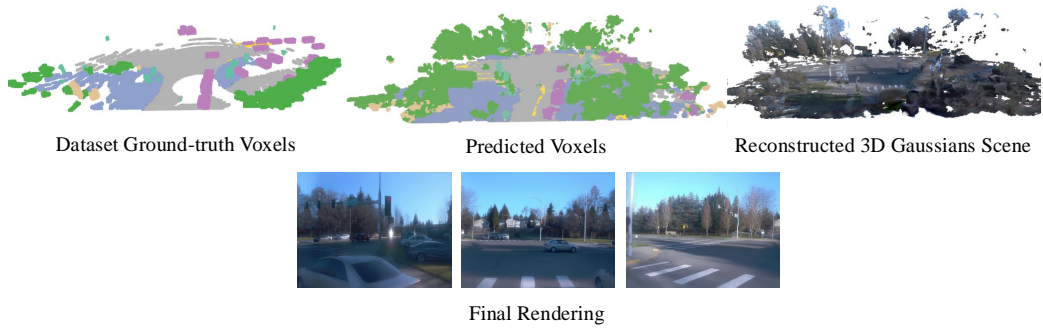 Dataset Ground-truth Voxels
Predicted Voxels
Reconstructed 3D Gaussians Scene
Final Rendering